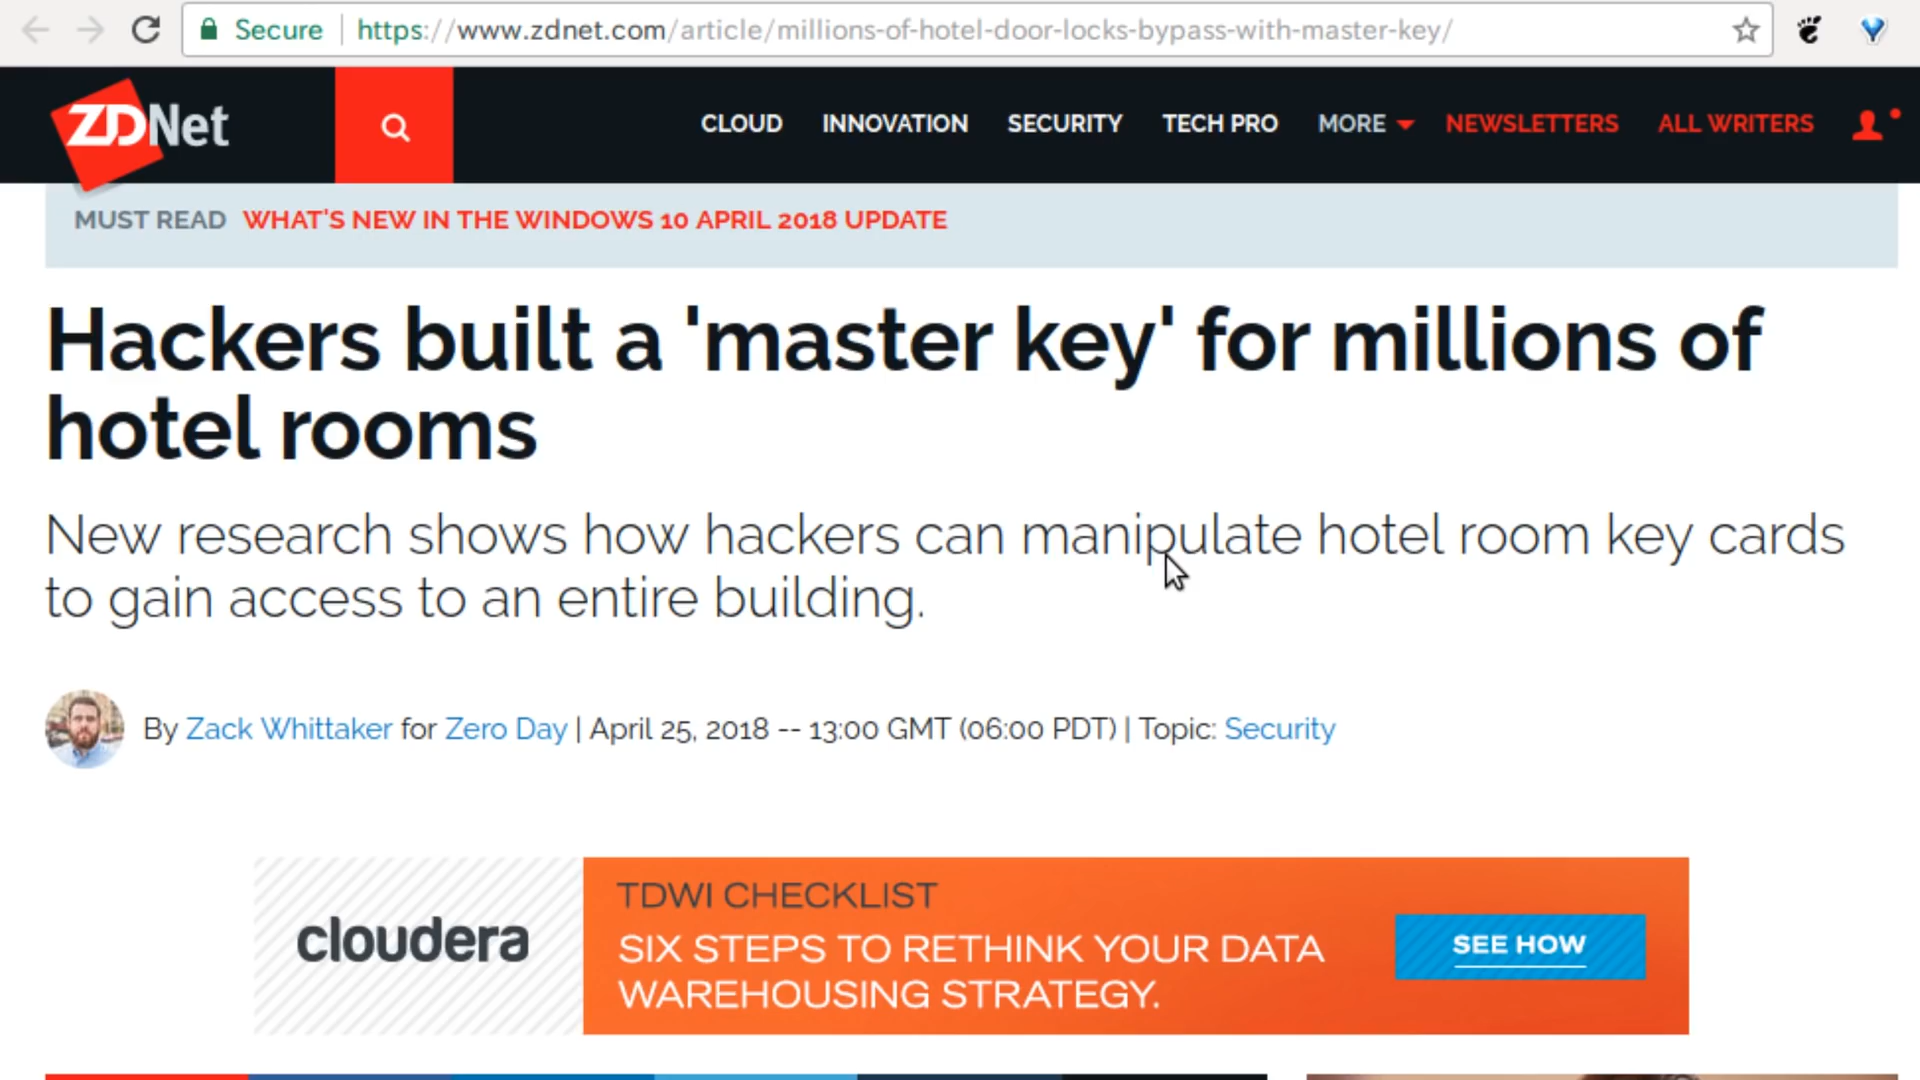 Secure https://www.zdnet.com/article/millions-of-hotel-door-locks-bypass-with-master-key/
ZDNet CLOUD INNOVATION SECURITY TECH PRO MORE NEWSLETTERS ALL WRITERS
MUST READ WHAT'S NEW IN THE WINDOWS 10 APRIL 2018 UPDATE
Hackers built a 'master key' for millions of
hotel rooms
New research shows how hackers can manipulate hotel room key cards
to gain access to an entire building.
By Zack Whittaker for Zero Day | April 25, 2018 -- 13:00 GMT (06:00 PDT) | Topic: Security
cloudera
TDWI CHECKLIST
SIX STEPS TO RETHINK YOUR DATA
WAREHOUSING STRATEGY.
SEE HOW